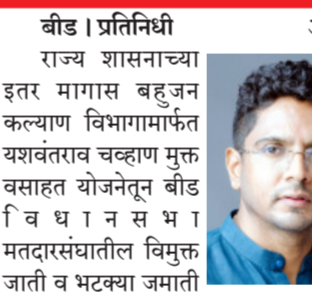 बीड । प्रतिनिधी
राज्य शासनाच्या
इतर मागास बहुजन
कल्याण विभागामार्फत
यशवंतराव चव्हाण मुक्त
वसाहत योजनेतून बीड
विधानसभा
मतदारसंघातील विमुक्त
जाती व भटक्या जमाती